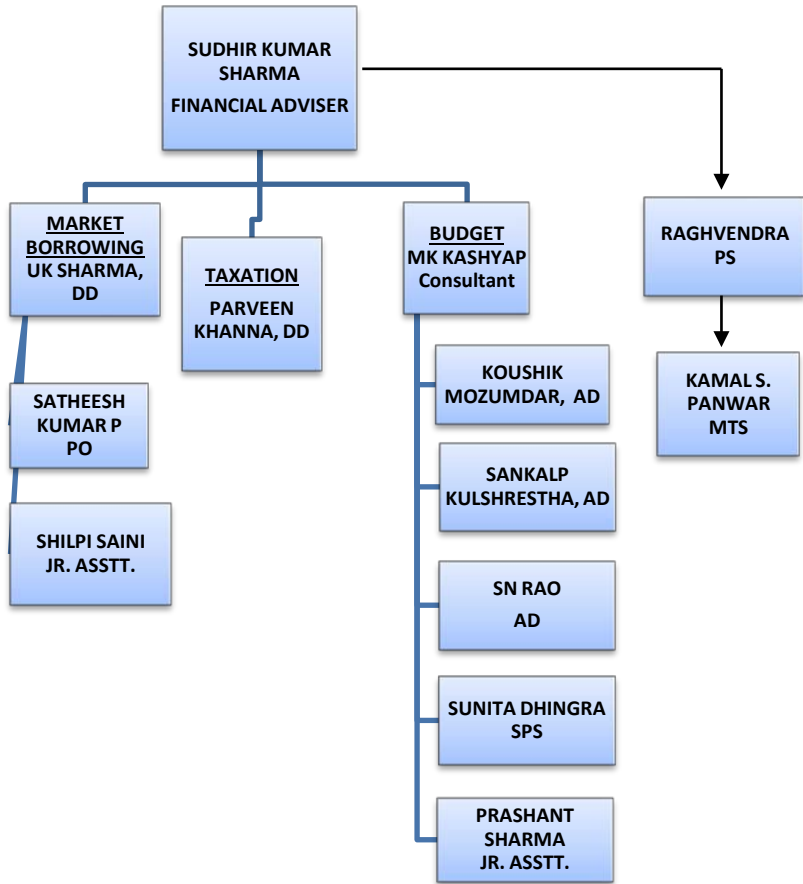 SUDHIR KUMAR
SHARMA
FINANCIAL ADVISER
MARKET
BORROWING
UK SHARMA,
DD
TAXATION
PARVEEN
KHANNA, DD
BUDGET
MK KASHYAP
Consultant
RAGHVENDRA
PS
SATHEESH
KUMAR P
PO
SHILPI SAINI
JR. ASSTT.
KOUSHIK
MOZUMDAR, AD
SANKALP
KULSHRESTHA, AD
SN RAO
AD
SUNITA DHINGRA
SPS
PRASHANT
SHARMA
JR. ASSTT.
KAMAL S.
PANWAR
MTS